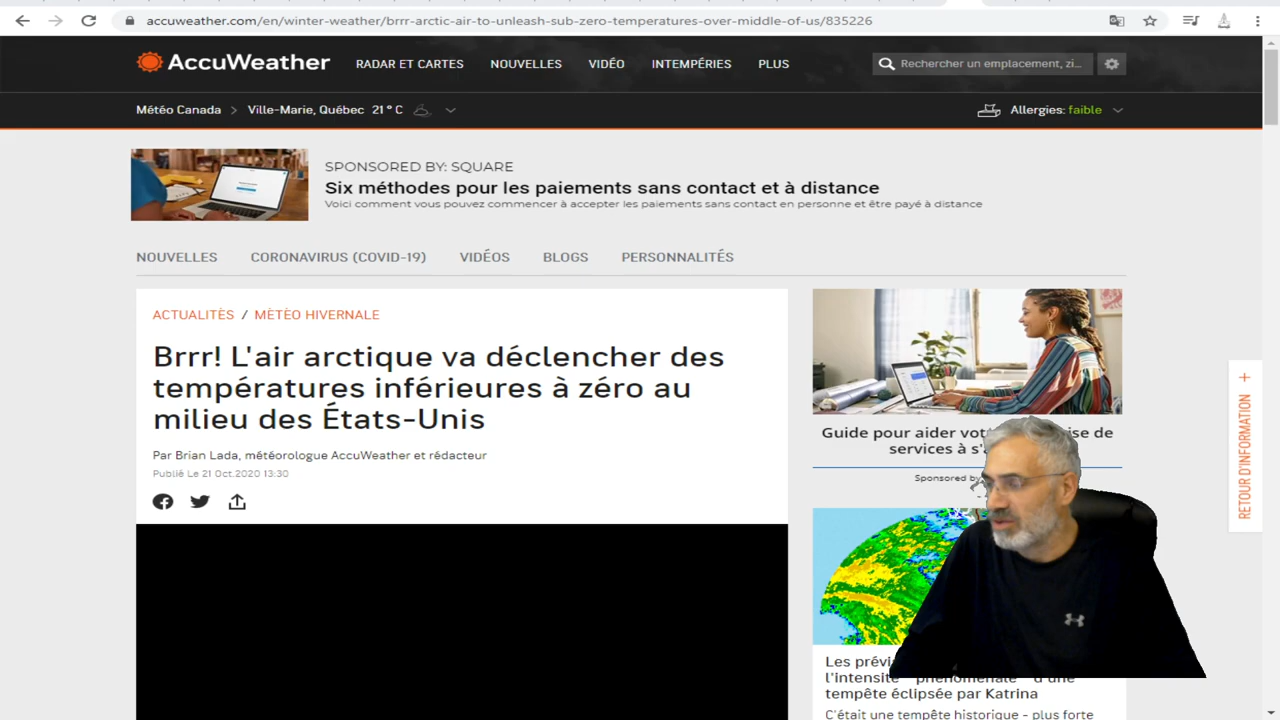 accuweather.com/en/winter-weather/brrr-arctic-air-to-unleash-sub-zero-temperatures-over-middle-of-us/835226
AccuWeather
RADAR ET CARTES
NOUVELLES
VIDÉO
INTEMPÉRIES
PLUS
Rechercher un emplacement, zi...
Météo Canada > Ville-Marie, Québec 21° C
Allergies: faible
SPONSORED BY: SQUARE
Six méthodes pour les paiements sans contact et à distance
Voici comment vous pouvez commencer à accepter les paiements sans contact en personne et être payé à distance
NOUVELLES
CORONAVIRUS (COVID-19)
VIDÉOS
BLOGS
PERSONNALITÉS
ACTUALITÉS / MÉTÉO HIVERNALE
Brrr! L'air arctique va déclencher des
températures inférieures à zéro au
milieu des États-Unis
Par Brian Lada, météorologue AccuWeather et rédacteur
Publié Le 21 Oct.2020 13:30
Guide pour aider de
services à
Sponsored by
RETOUR D'INFORMATION +
Les
l'intensité "phénoménale" d'une
tempête éclipsée par Katrina
C'était une tempête historique - plus forte